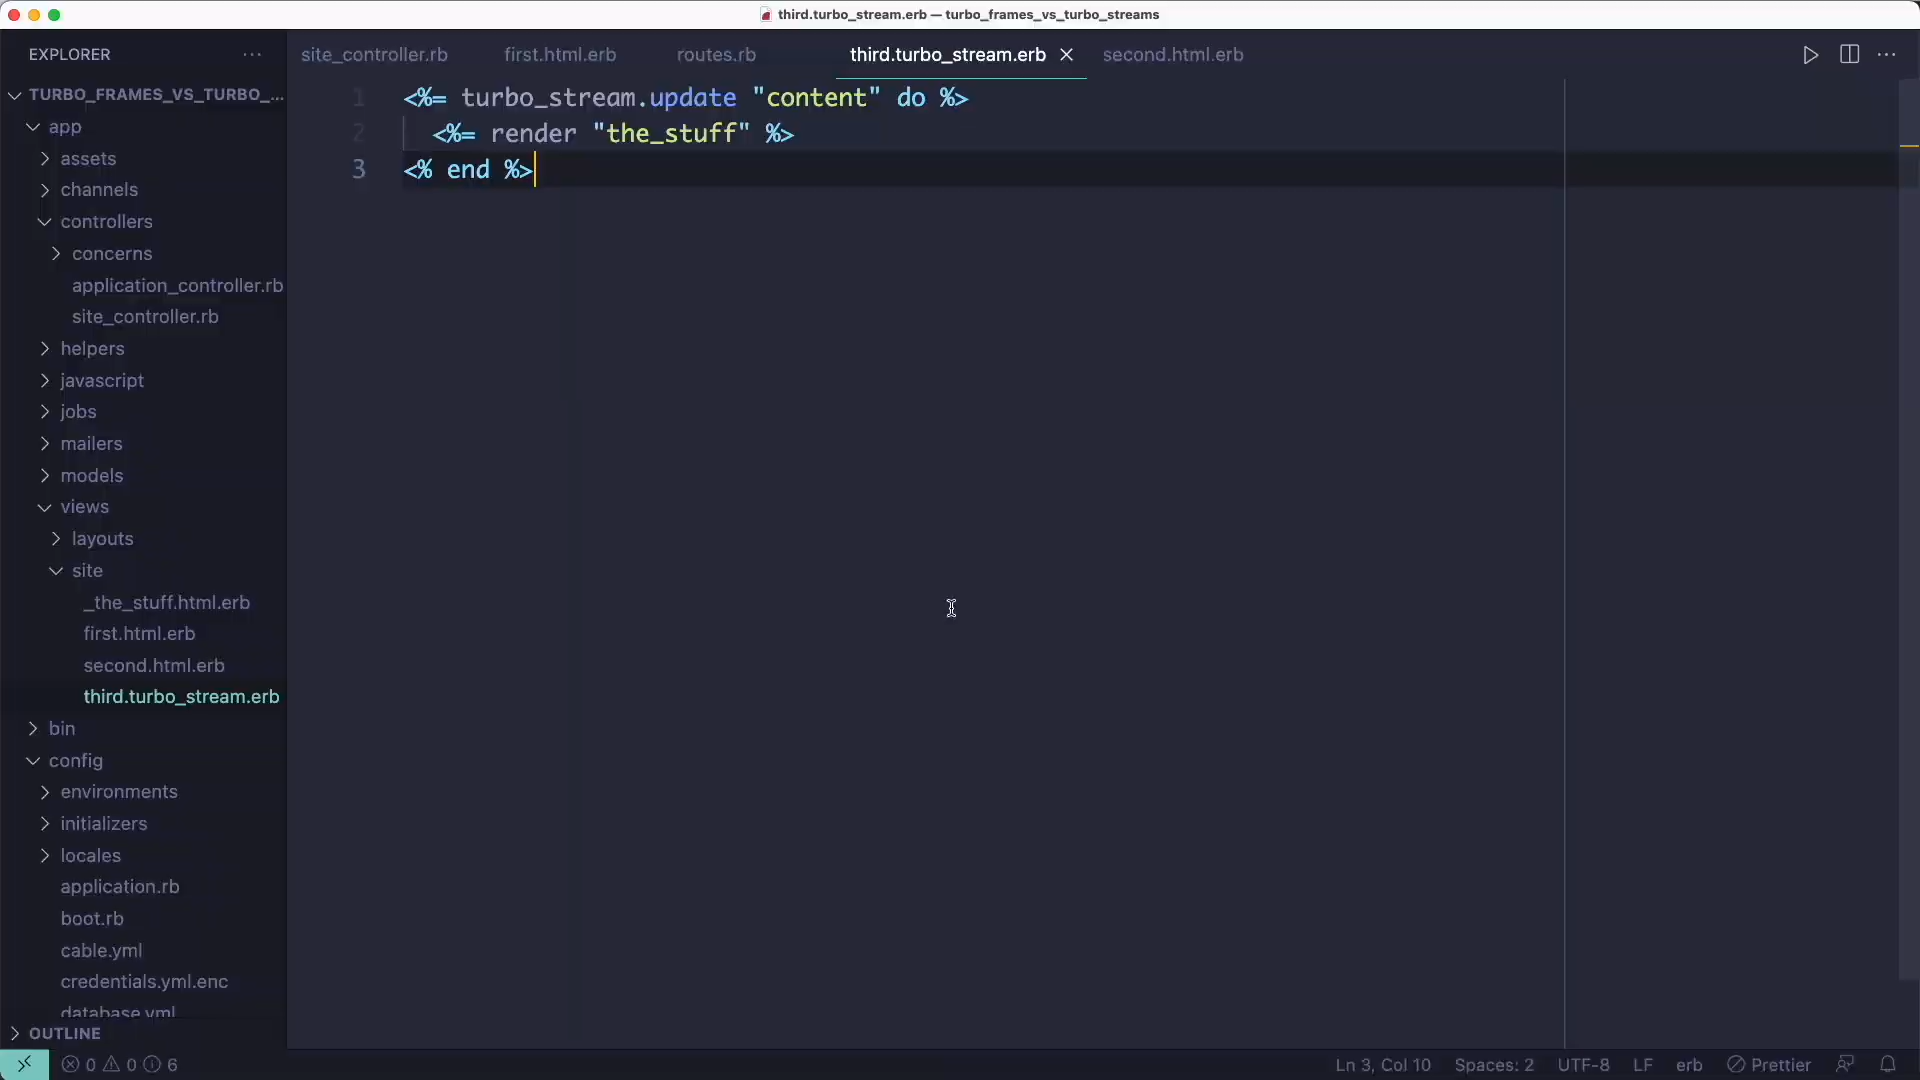 third.turbo_stream.erb — turbo_frames_vs_turbo_streams
EXPLORER
TURBO_FRAMES_VS_TURBO_...
app
assets
channels
controllers
concerns
application_controller.rb
site_controller.rb
helpers
javascript
jobs
mailers
models
views
layouts
site
_the_stuff.html.erb
first.html.erb
second.html.erb
third.turbo_stream.erb
bin
config
environments
initializers
locales
application.rb
boot.rb
cable.yml
credentials.yml.enc
database.yml
OUTLINE
site_controller.rb first.html.erb routes.rb third.turbo_stream.erb second.html.erb
1 <%= turbo_stream.update "content" do %>
2 <%= render "the_stuff" %>
3 <% end %>
0 0 6 Ln 3, Col 10 Spaces: 2 UTF-8 LF erb Prettier